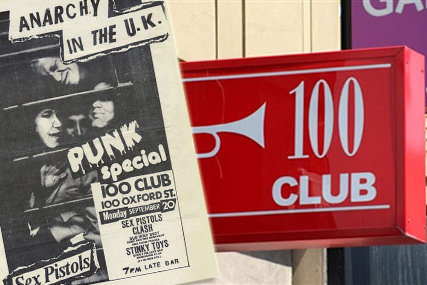 ANARCHY
IN THE U.K.
PUNK
special
100 CLUB
100 OXFORD ST.
Monday SEPTEMBER 20
SEX PISTOLS
CLASH
STINKY TOYS
7PM LATE BAR
Sex Pistols
GA
100
CLUB